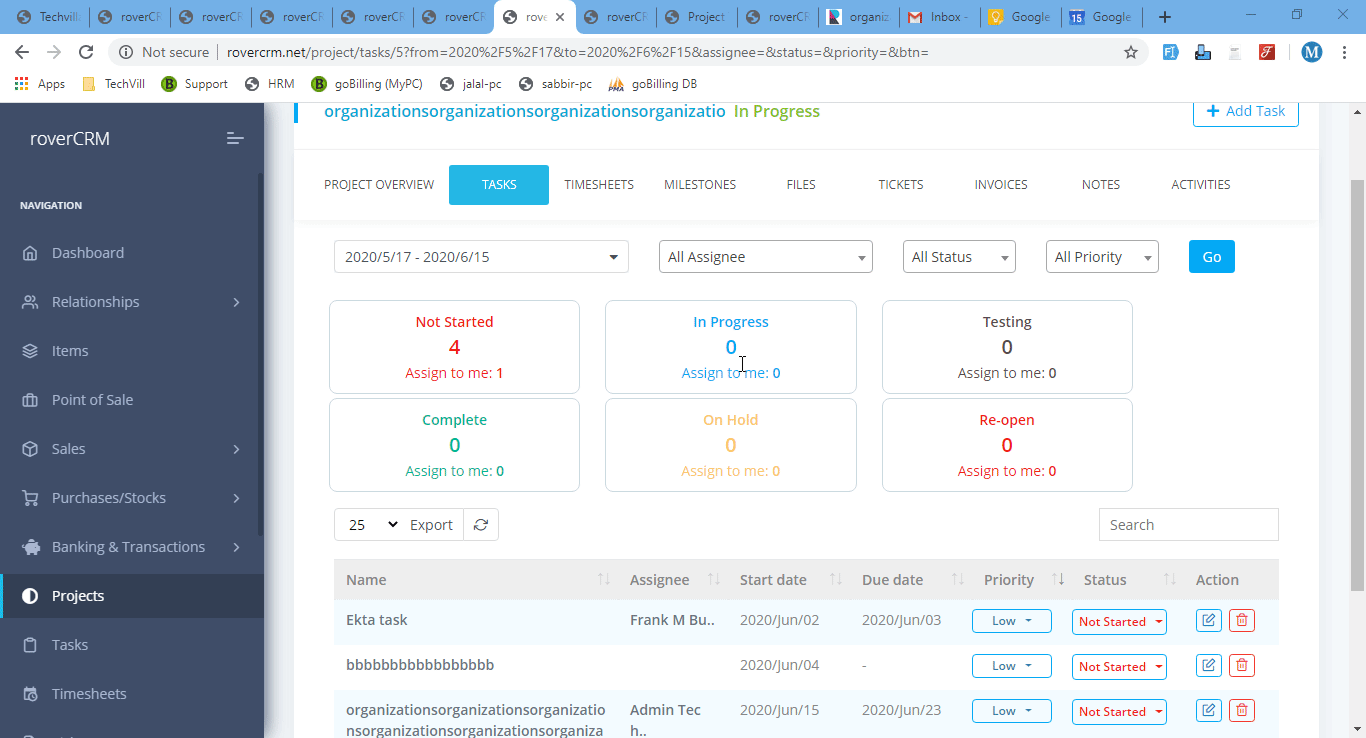 Techvill
roverCR
roverCR
roverCR
roverCR
roverCR
rove
roverCR
Project
roverCR
organiz
Inbox -
Google
15 Google
Not secure rovercrm.net/project/tasks/5?from=2020%2F5%2F17&to=2020%2F6%2F15&assignee=&status=&priority=&btn=
M
Apps TechVill Support HRM goBilling (MyPC) jalal-pc sabbir-pc goBilling DB
roverCRM
NAVIGATION
Dashboard
Relationships
Items
Point of Sale
Sales
Purchases/Stocks
Banking & Transactions
Projects
Tasks
Timesheets
organizationsorganizationsorganizationsorganizatio In Progress
+ Add Task
PROJECT OVERVIEW TASKS TIMESHEETS MILESTONES FILES TICKETS INVOICES NOTES ACTIVITIES
2020/5/17 - 2020/6/15 All Assignee All Status All Priority Go
Not Started
4
Assign to me: 1
In Progress
0
Assign to me: 0
Testing
0
Assign to me: 0
Complete
0
Assign to me: 0
On Hold
0
Assign to me: 0
Re-open
0
Assign to me: 0
25 Export
Search
Name Assignee Start date Due date Priority Status Action
Ekta task Frank M Bu.. 2020/Jun/02 2020/Jun/03 Low Not Started
bbbbbbbbbbbbbbbbb 2020/Jun/04 - Low Not Started
organizationsorganizationsorganizatio Admin Tec 2020/Jun/15 2020/Jun/23 Low Not Started
nsorganizationsorganizationsorganiza h..